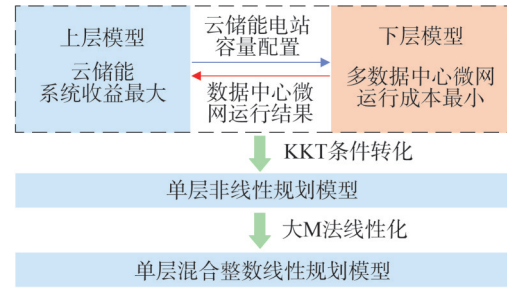 上层模型
云储能
系统收益最大
云储能电站
容量配置
数据中心微
网运行结果
下层模型
多数据中心微网
运行成本最小
KKT条件转化
单层非线性规划模型
大M法线性化
单层混合整数线性规划模型